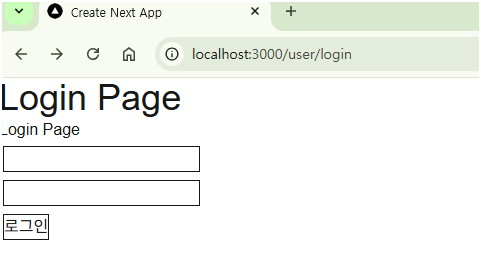 Create Next App
localhost:3000/user/login
Login Page
Login Page
로그인